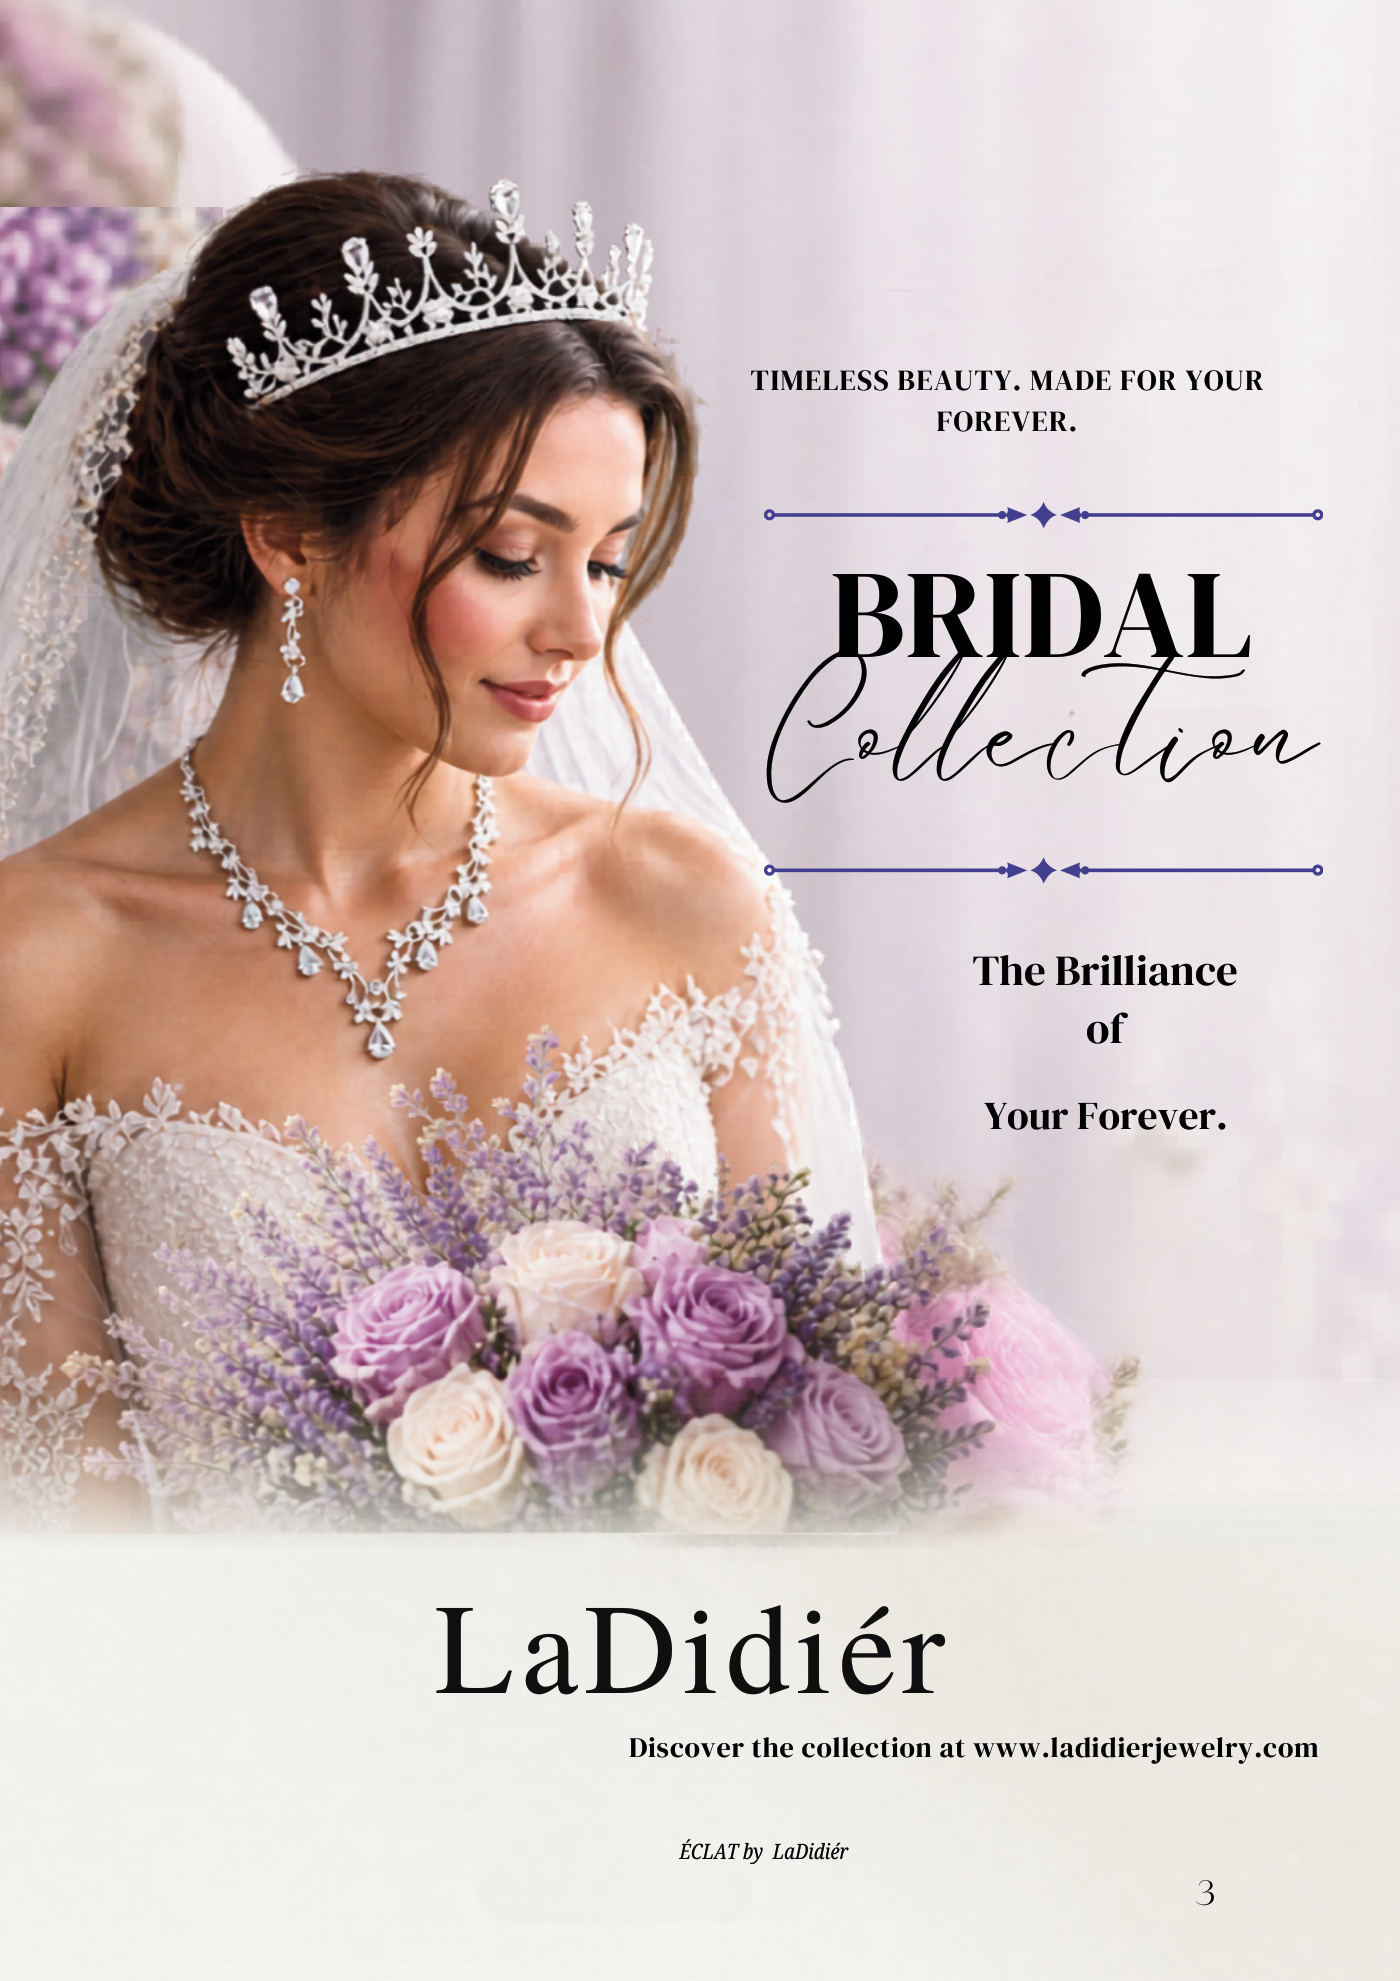 TIMELESS BEAUTY. MADE FOR YOUR
FOREVER.
BRIDAL
Collection
The Brilliance
of
Your Forever.
LaDidiér
Discover the collection at www.ladidierjewelry.com
ÉCLAT by LaDidiér
3